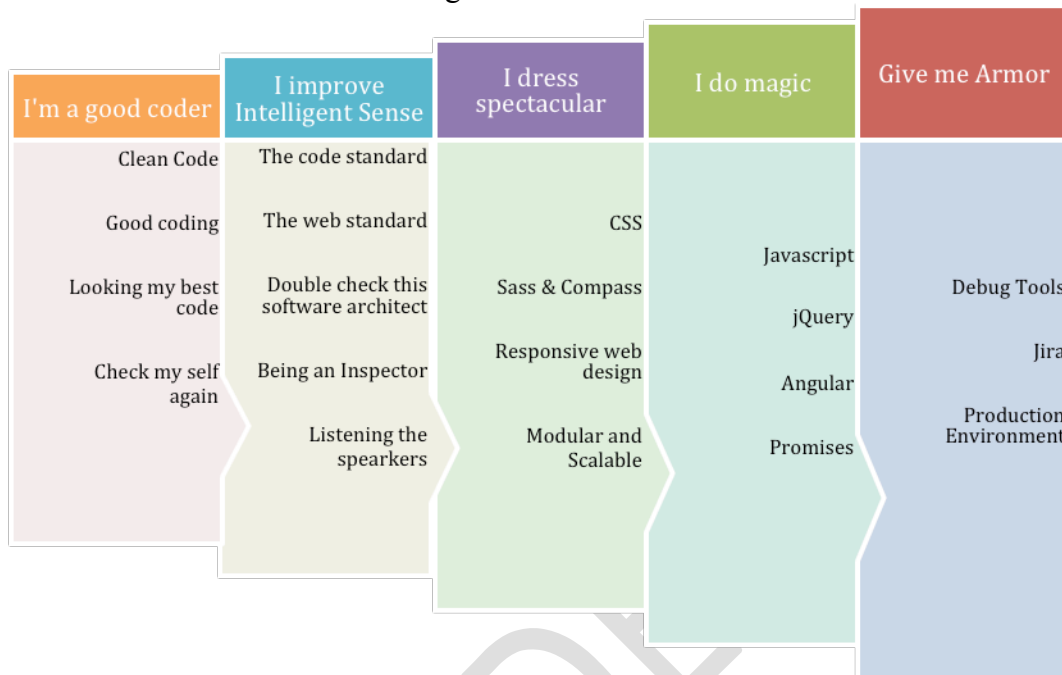 I'm a good coder
Clean Code
Good coding
Looking my best
code
Check my self
again
I improve
Intelligent Sense
The code standard
The web standard
Double check this
software architect
Being an Inspector
Listening the
spearkers
I dress
spectacular
CSS
Sass & Compass
Responsive web
design
Modular and
Scalable
I do magic
Javascript
jQuery
Angular
Promises
Give me Armor
Debug Tools
Jira
Production
Environment